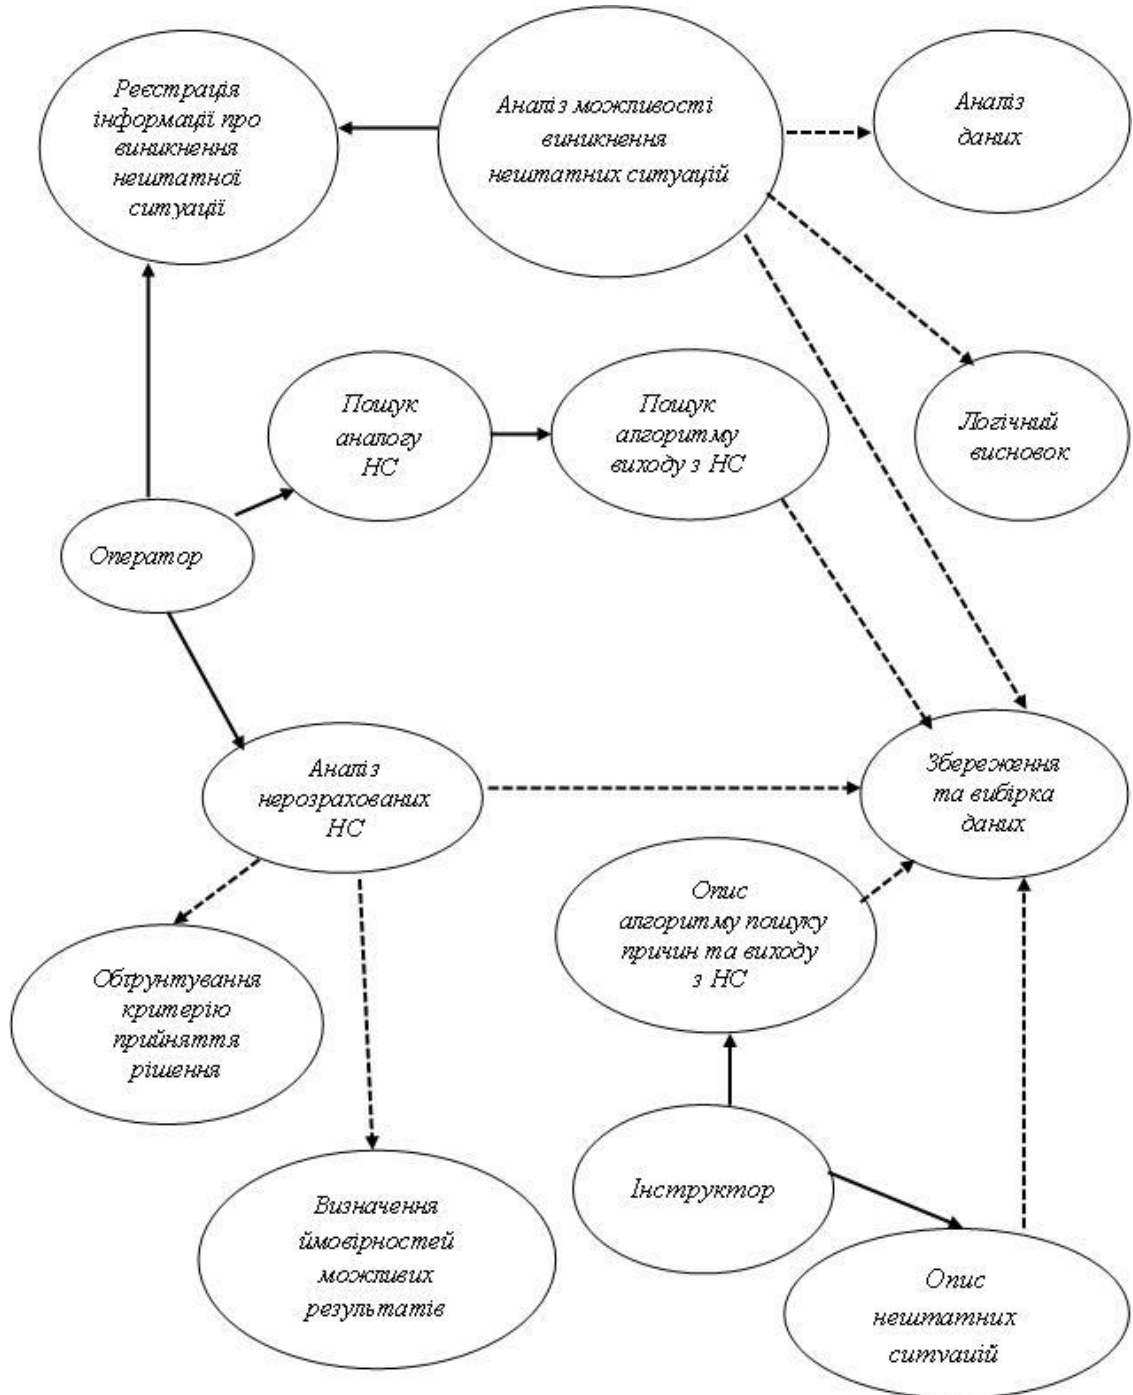 Реєстрація
інформації про
виникнення
нештатної
ситуації
Аналіз можливості
виникнення
нештатних ситуацій
Аналіз
даних
Пошук
аналогу
НС
Пошук
алгоритму
виходу з НС
Логічний
висновок
Оператор
Аналіз
нерозрахованих
НС
Збереження
та вибірка
даних
Опис
алгоритму пошуку
причин та виходу
з НС
Обґрунтування
критерію
прийняття
рішення
Інструктор
Визначення
ймовірностей
можливих
результатів
Опис
нештатних
ситуацій